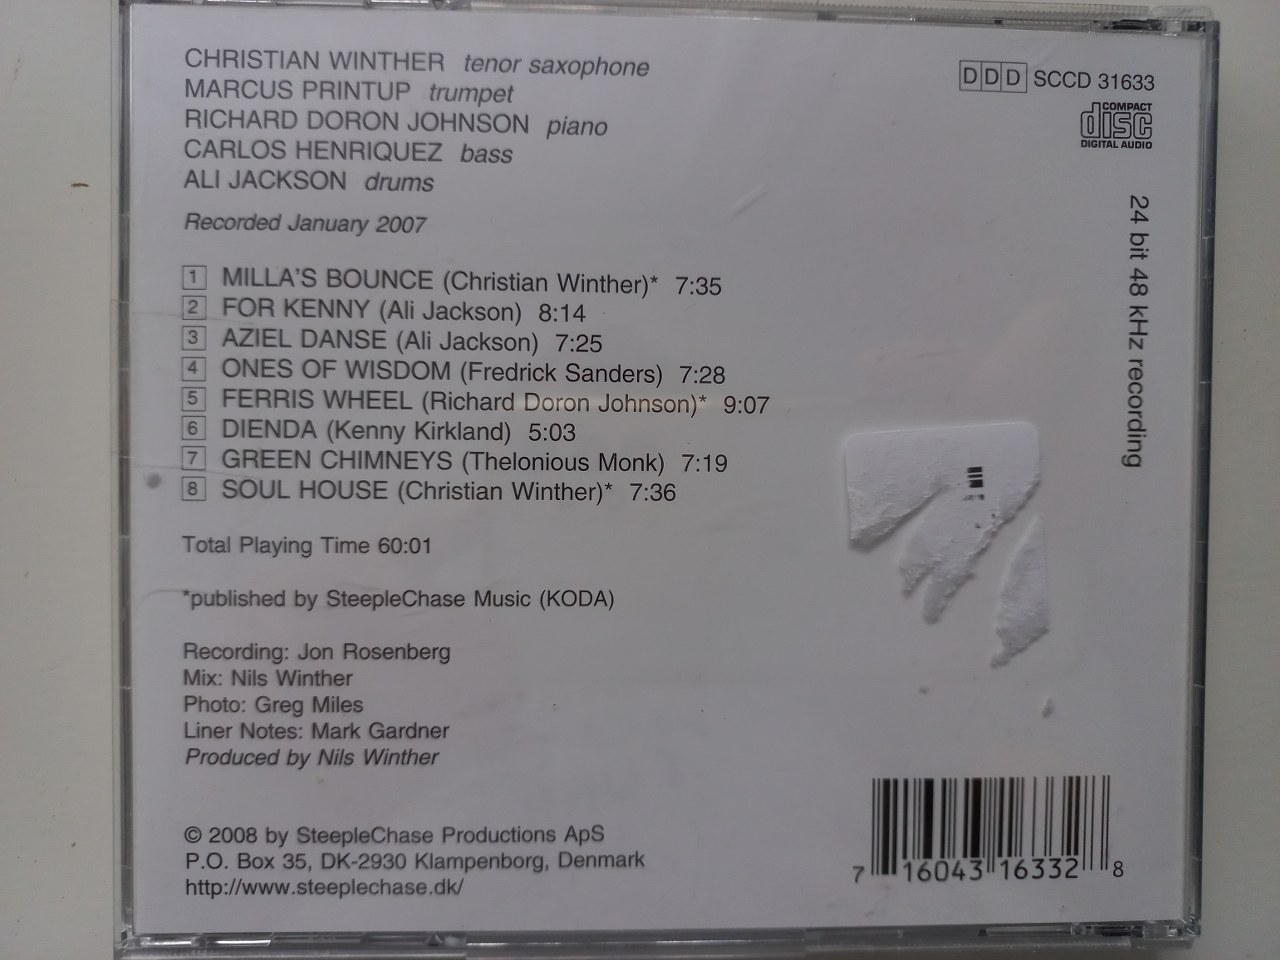 CHRISTIAN WINTHER tenor saxophone
MARCUS PRINTUP trumpet
RICHARD DORON JOHNSON piano
CARLOS HENRIQUEZ bass
ALI JACKSON drums
Recorded January 2007
DDD SCCD 31633
COMPACT
disc
DIGITAL AUDIO
24 bit 48 kHz recording
1 MILLA'S BOUNCE (Christian Winther)* 7:35
2 FOR KENNY (Ali Jackson) 8:14
3 AZIEL DANSE (Ali Jackson) 7:25
4 ONES OF WISDOM (Fredrick Sanders) 7:28
5 FERRIS WHEEL (Richard Doron Johnson)* 9:07
6 DIENDA (Kenny Kirkland) 5:03
7 GREEN CHIMNEYS (Thelonious Monk) 7:19
8 SOUL HOUSE (Christian Winther)* 7:36
Total Playing Time 60:01
*published by SteepleChase Music (KODA)
Recording: Jon Rosenberg
Mix: Nils Winther
Photo: Greg Miles
Liner Notes: Mark Gardner
Produced by Nils Winther
© 2008 by SteepleChase Productions ApS
P.O. Box 35, DK-2930 Klampenborg, Denmark
http://www.steeplechase.dk/
7 16043 16332 8